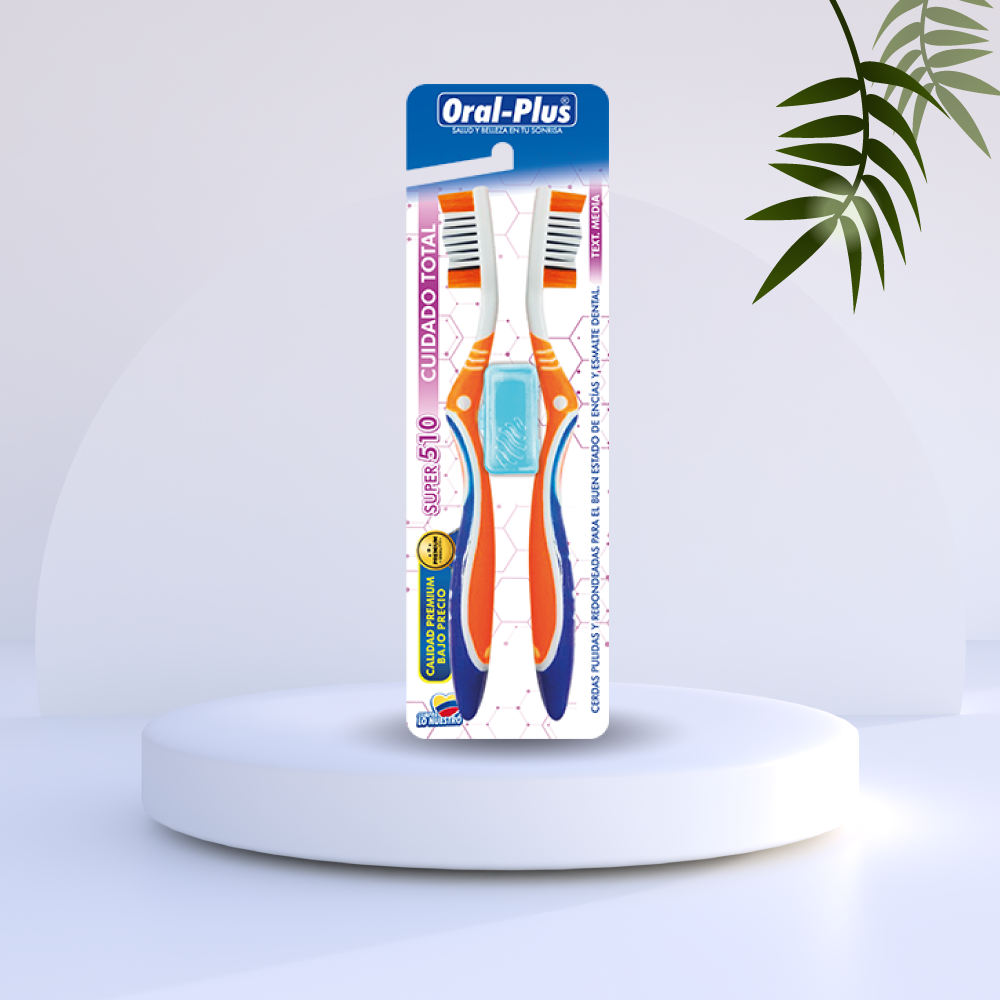 Oral-Plus®
SALUD Y BELLEZA EN TU SONRISA
SUPER 510 CUIDADO TOTAL
TEXT. MEDIA
CERDAS PULIDAS Y REDONDEADAS PARA EL BUEN ESTADO DE ENCÍAS Y ESMALTE DENTAL.
PREMIUM
CALIDAD PREMIUM
BAJO PRECIO
LO NUESTRO